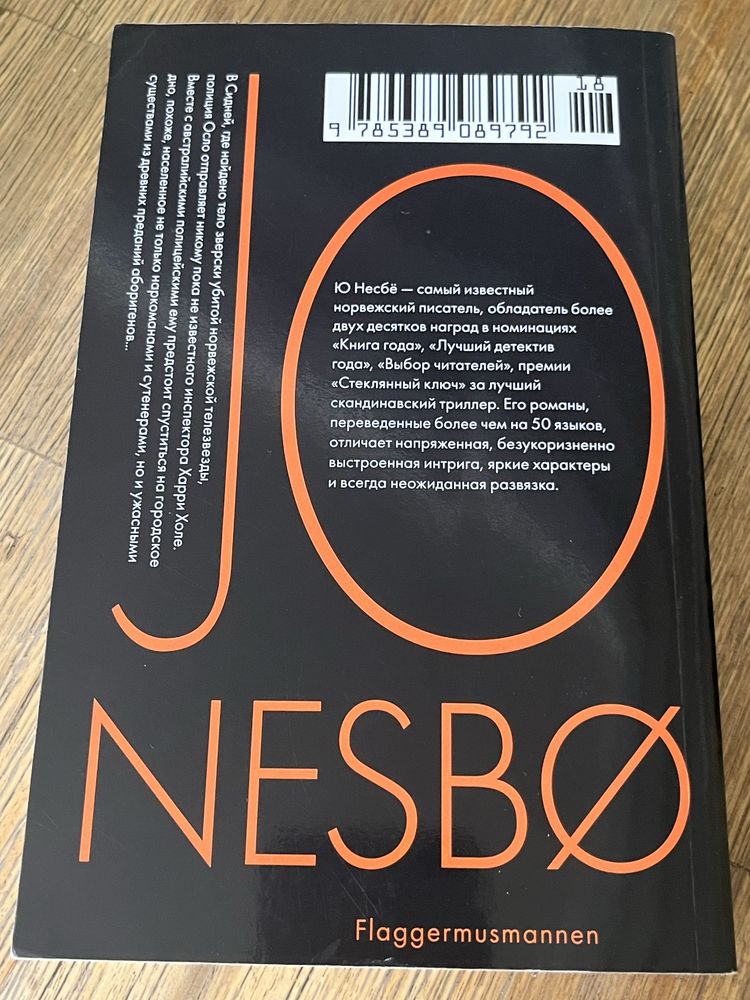 18
9 785389 089792
В Сидней, где найдено тело зверски убитой норвежской телезвезды,
полиция Осло отправляет никому пока не известного инспектора Харри Холе.
Вместе с австралийскими полицейскими ему предстоит спуститься на городское
дно, похоже, населенное не только наркоманами и сутенерами, но и ужасными
существами из древних преданий аборигенов...
JO
Ю Несбё — самый известный
норвежский писатель, обладатель более
двух десятков наград в номинациях
«Книга года», «Лучший детектив
года», «Выбор читателей», премии
«Стеклянный ключ» за лучший
скандинавский триллер. Его романы,
переведенные более чем на 50 языков,
отличает напряженная, безукоризненно
выстроенная интрига, яркие характеры
и всегда неожиданная развязка.
NESBØ
Flaggermusmannen